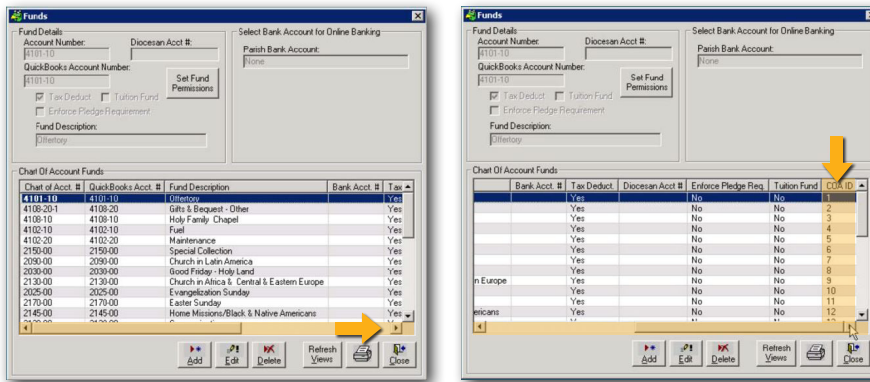 Funds
Fund Details
Account Number: Diocesan Acct #:
4101-10
QuickBooks Account Number:
4101-10
Set Fund Permissions
Tax Deduct Tuition Fund
Enforce Pledge Requirement
Fund Description:
Offertory
Select Bank Account for Online Banking
Parish Bank Account:
None
Chart Of Account Funds
Chart of Acct. # QuickBooks Acct. # Fund Description Bank Acct. # Tax
4101-10 4101-10 Offertory Yes
4108-20-1 4108-20 Gifts & Bequest - Other Yes
4108-10 4108-10 Holy Family Chapel Yes
4102-10 4102-10 Fuel Yes
4102-20 4102-20 Maintenance Yes
2150-00 2150-00 Special Collection Yes
2090-00 2090-00 Church in Latin America Yes
2030-00 2030-00 Good Friday - Holy Land Yes
2130-00 2130-00 Church in Africa & Central & Eastern Europe Yes
2025-00 2025-00 Evangelization Sunday Yes
2170-00 2170-00 Easter Sunday Yes
2145-00 2145-00 Home Missions/Black & Native Americans Yes
Add Edit Delete Refresh Views Close
Funds
Fund Details
Account Number: Diocesan Acct #:
4101-10
QuickBooks Account Number:
4101-10
Set Fund Permissions
Tax Deduct Tuition Fund
Enforce Pledge Requirement
Fund Description:
Offertory
Select Bank Account for Online Banking
Parish Bank Account:
None
Chart Of Account Funds
Bank Acct. # Tax Deduct. Diocesan Acct # Enforce Pledge Req. Tuition Fund COA ID
Yes No No 1
Yes No No 2
Yes No No 3
Yes No No 4
Yes No No 5
Yes No No 6
Yes No No 7
Yes No No 8
n Europe Yes No No 9
Yes No No 10
Yes No No 11
ericans Yes No No 12
Add Edit Delete Refresh Views Close